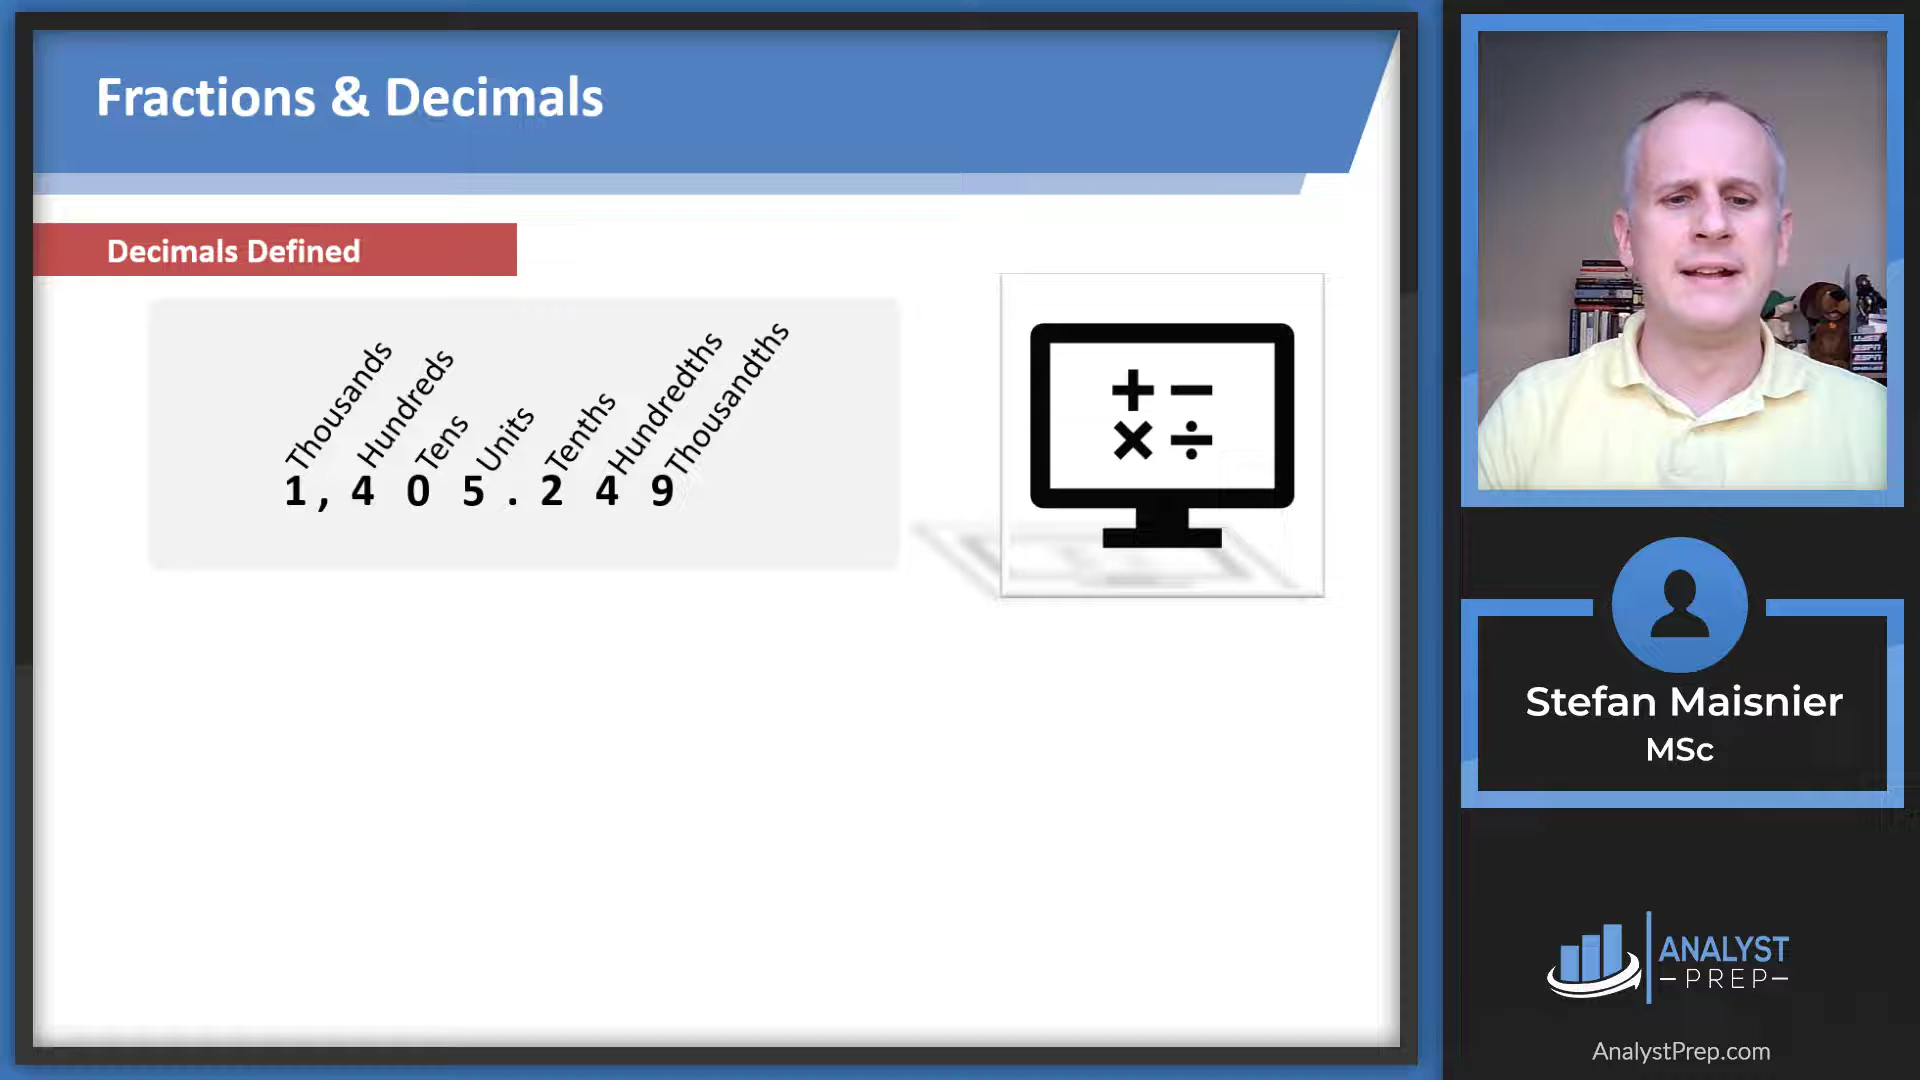 Fractions & Decimals
Decimals Defined
Thousands Hundreds Tens Units Tenths Hundredths Thousandths
1, 4 0 5 . 2 4 9
+ −
× ÷
ESPN
Stefan Maisnier
MSc
ANALYST
PREP
AnalystPrep.com